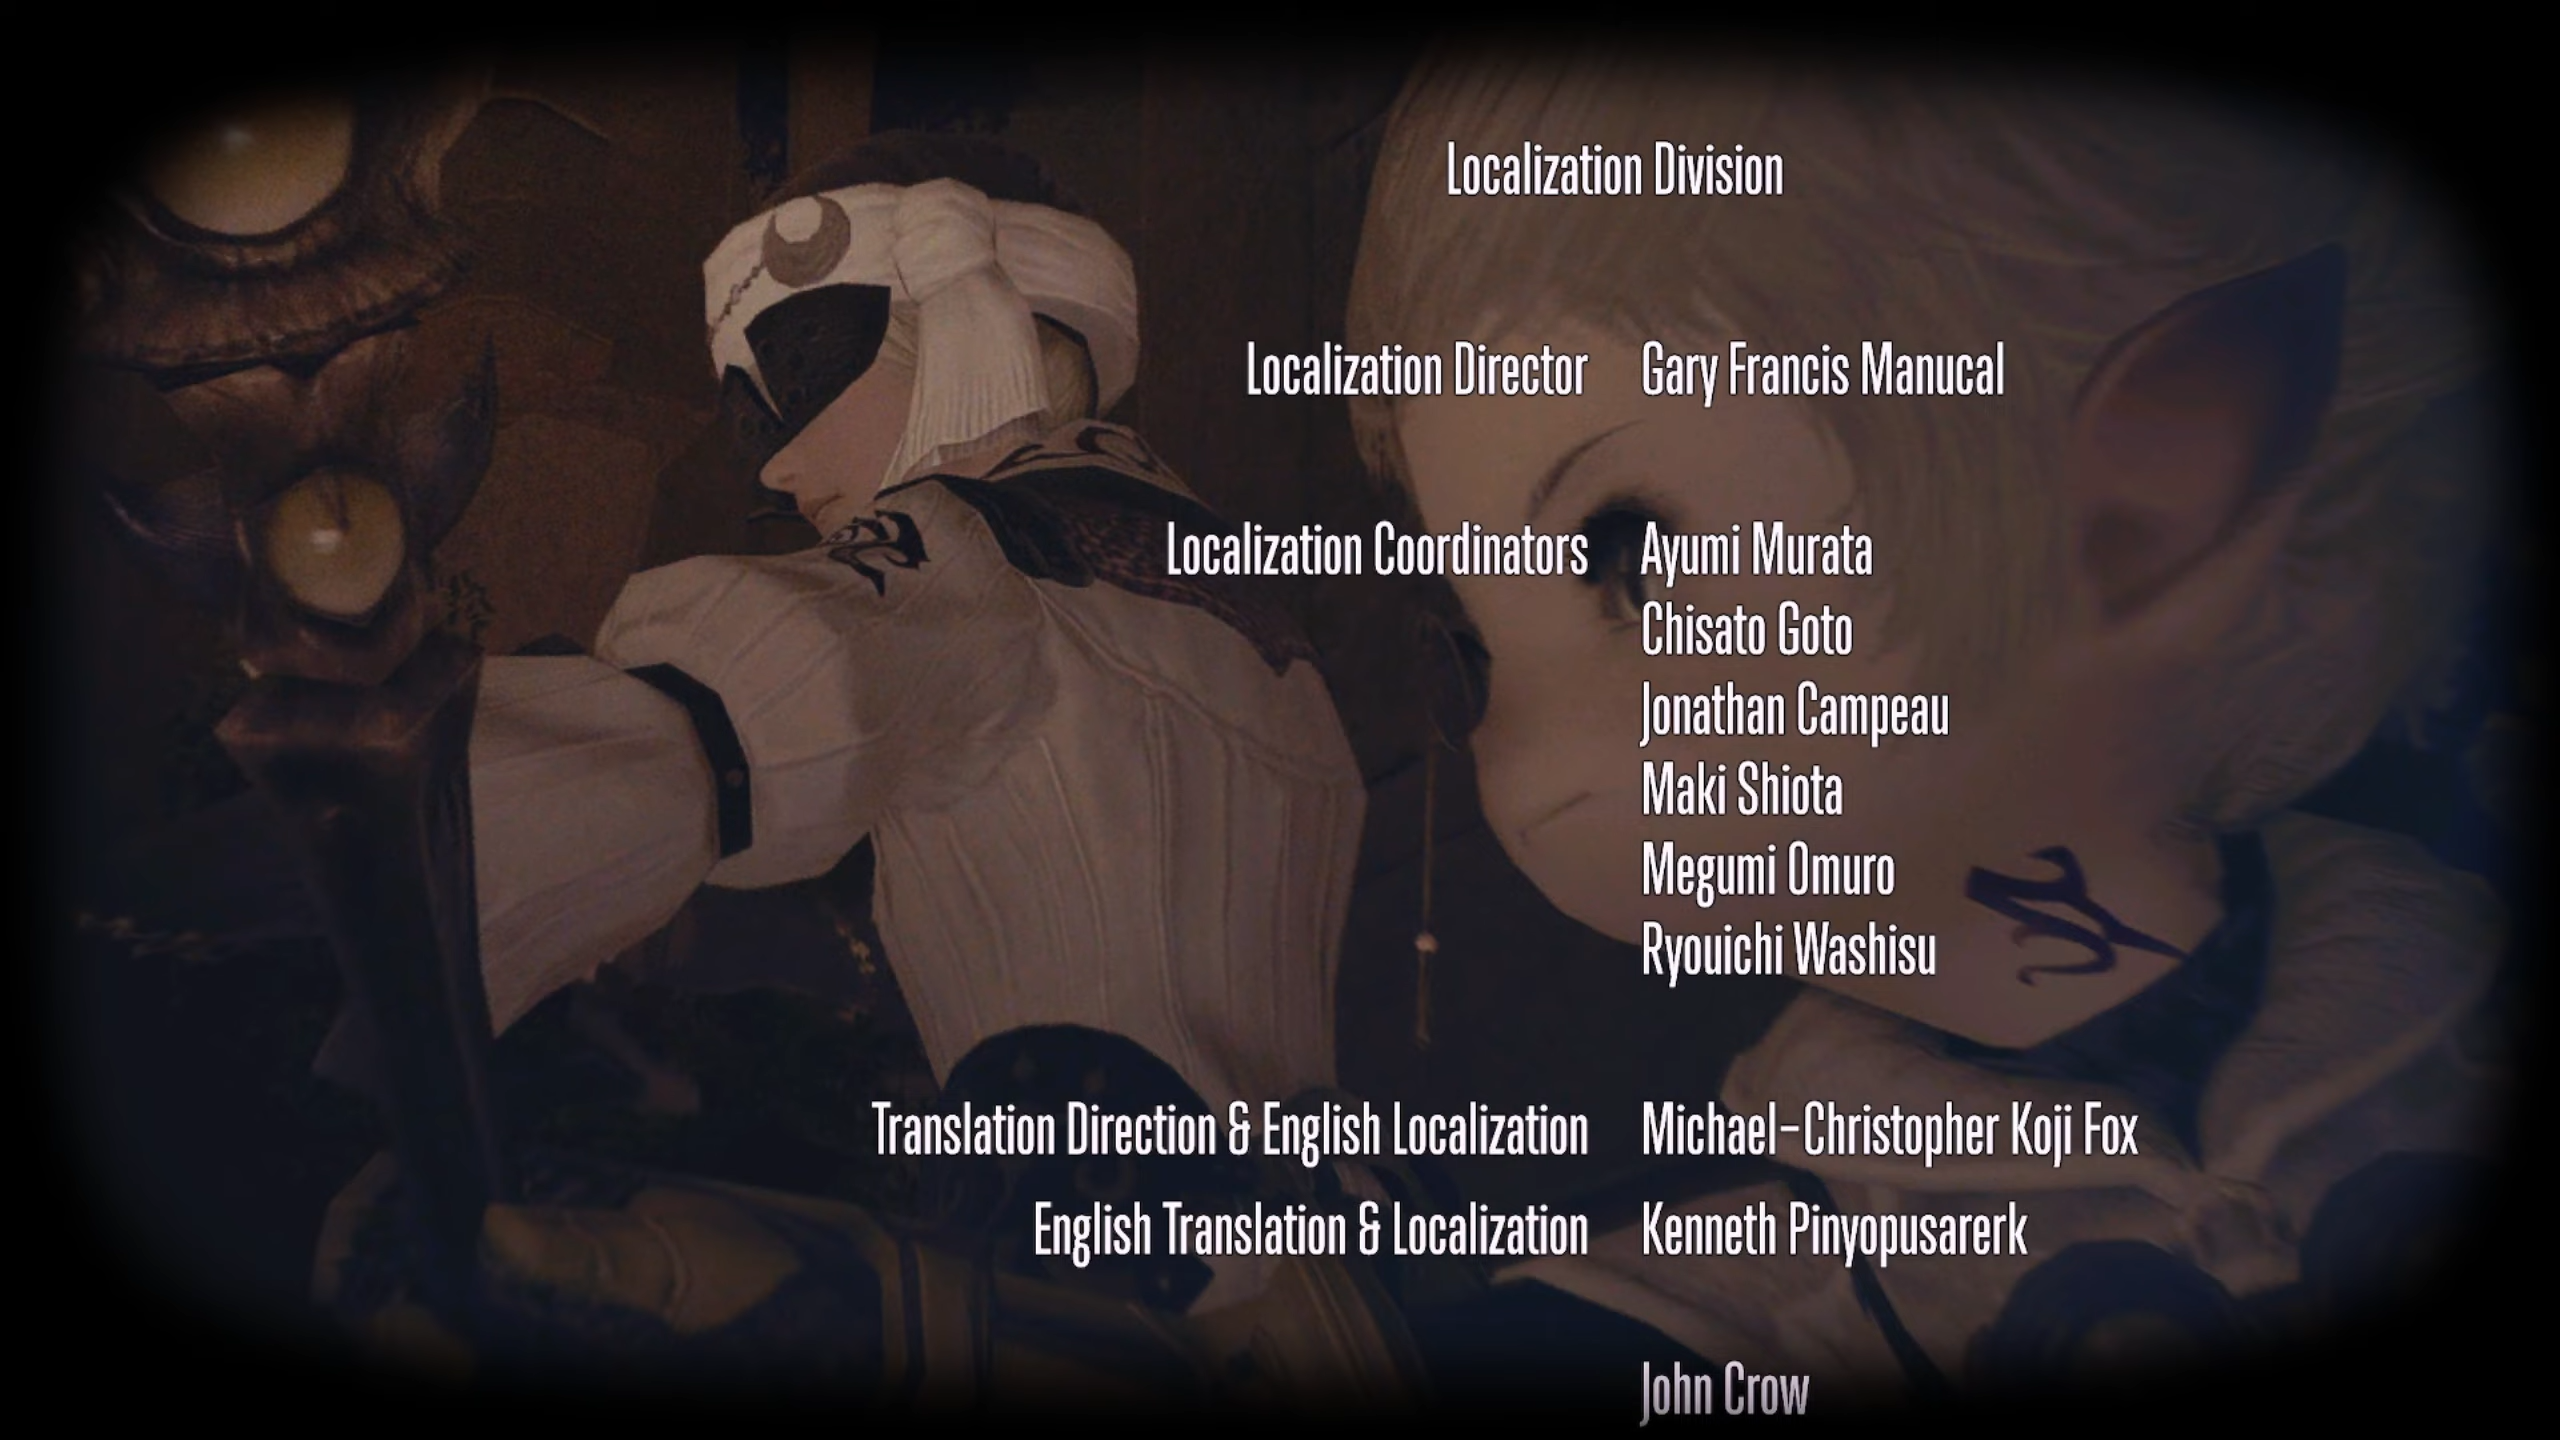 Localization Division
Localization Director Gary Francis Manucal
Localization Coordinators Ayumi Murata
Chisato Goto
Jonathan Campeau
Maki Shiota
Megumi Omuro
Ryouichi Washisu
Translation Direction & English Localization Michael-Christopher Koji Fox
English Translation & Localization Kenneth Pinyopusarerk
John Crow